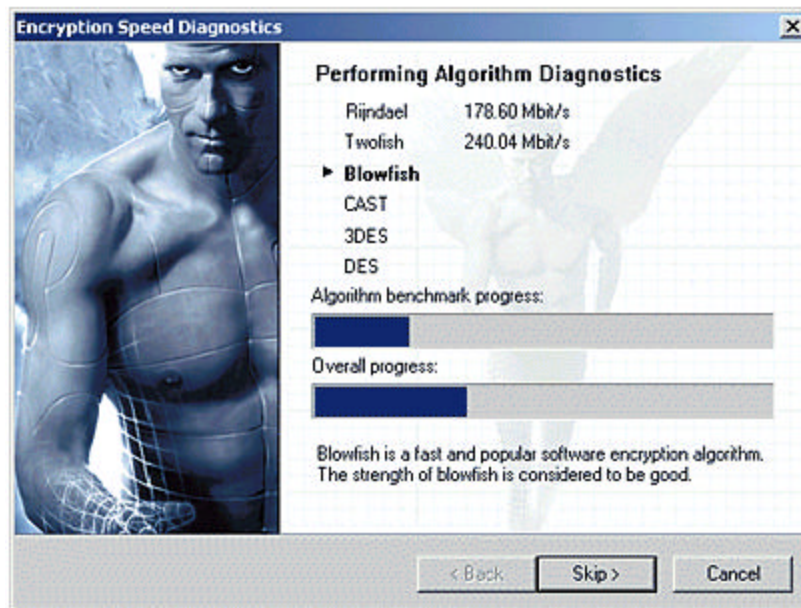 Encryption Speed Diagnostics
Performing Algorithm Diagnostics
Rijndael 178.60 Mbit/s
Twofish 240.04 Mbit/s
Blowfish
CAST
3DES
DES
Algorithm benchmark progress:
Overall progress:
Blowfish is a fast and popular software encryption algorithm.
The strength of blowfish is considered to be good.
< Back Skip > Cancel